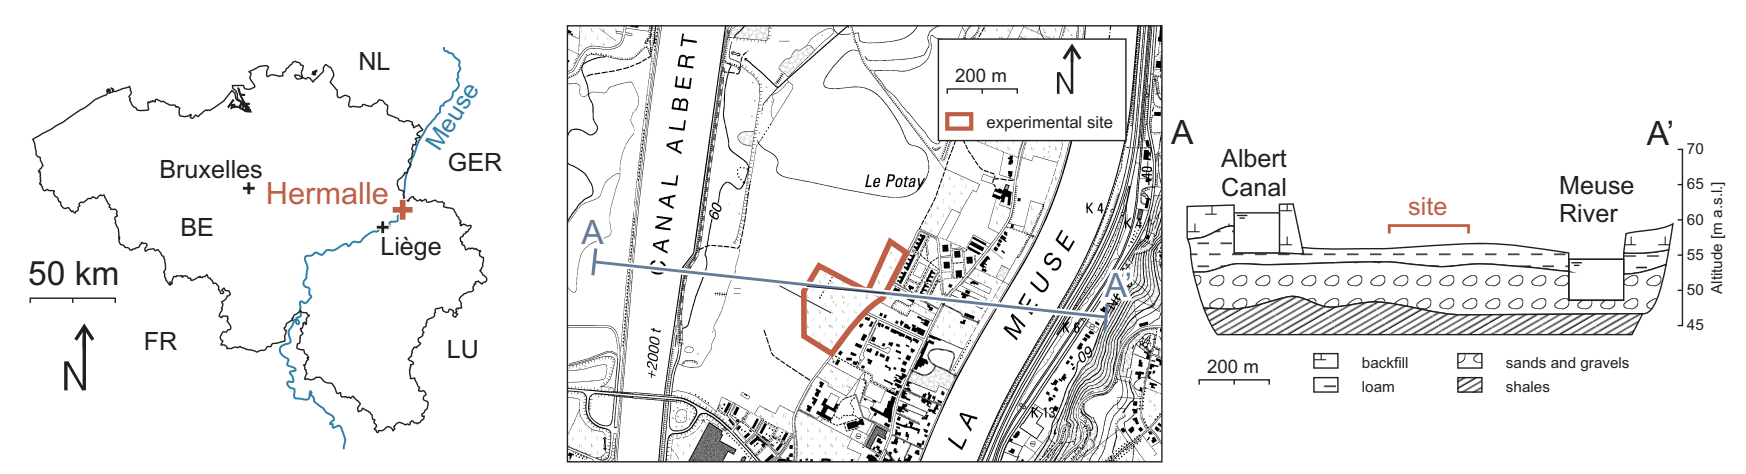 NL
Meuse
GER
Bruxelles
Hermalle
BE
Liège
50 km
N
FR
LU
CANAL ALBERT
60
+2000 t
A
A'
200 m
N
experimental site
Le Potay
K 4
K 6
K 13
60
LA MEUSE
A
A'
Albert
Canal
site
Meuse
River
70
65
60
55
50
45
Altitude [m a.s.l.]
200 m
backfill
loam
sands and gravels
shales